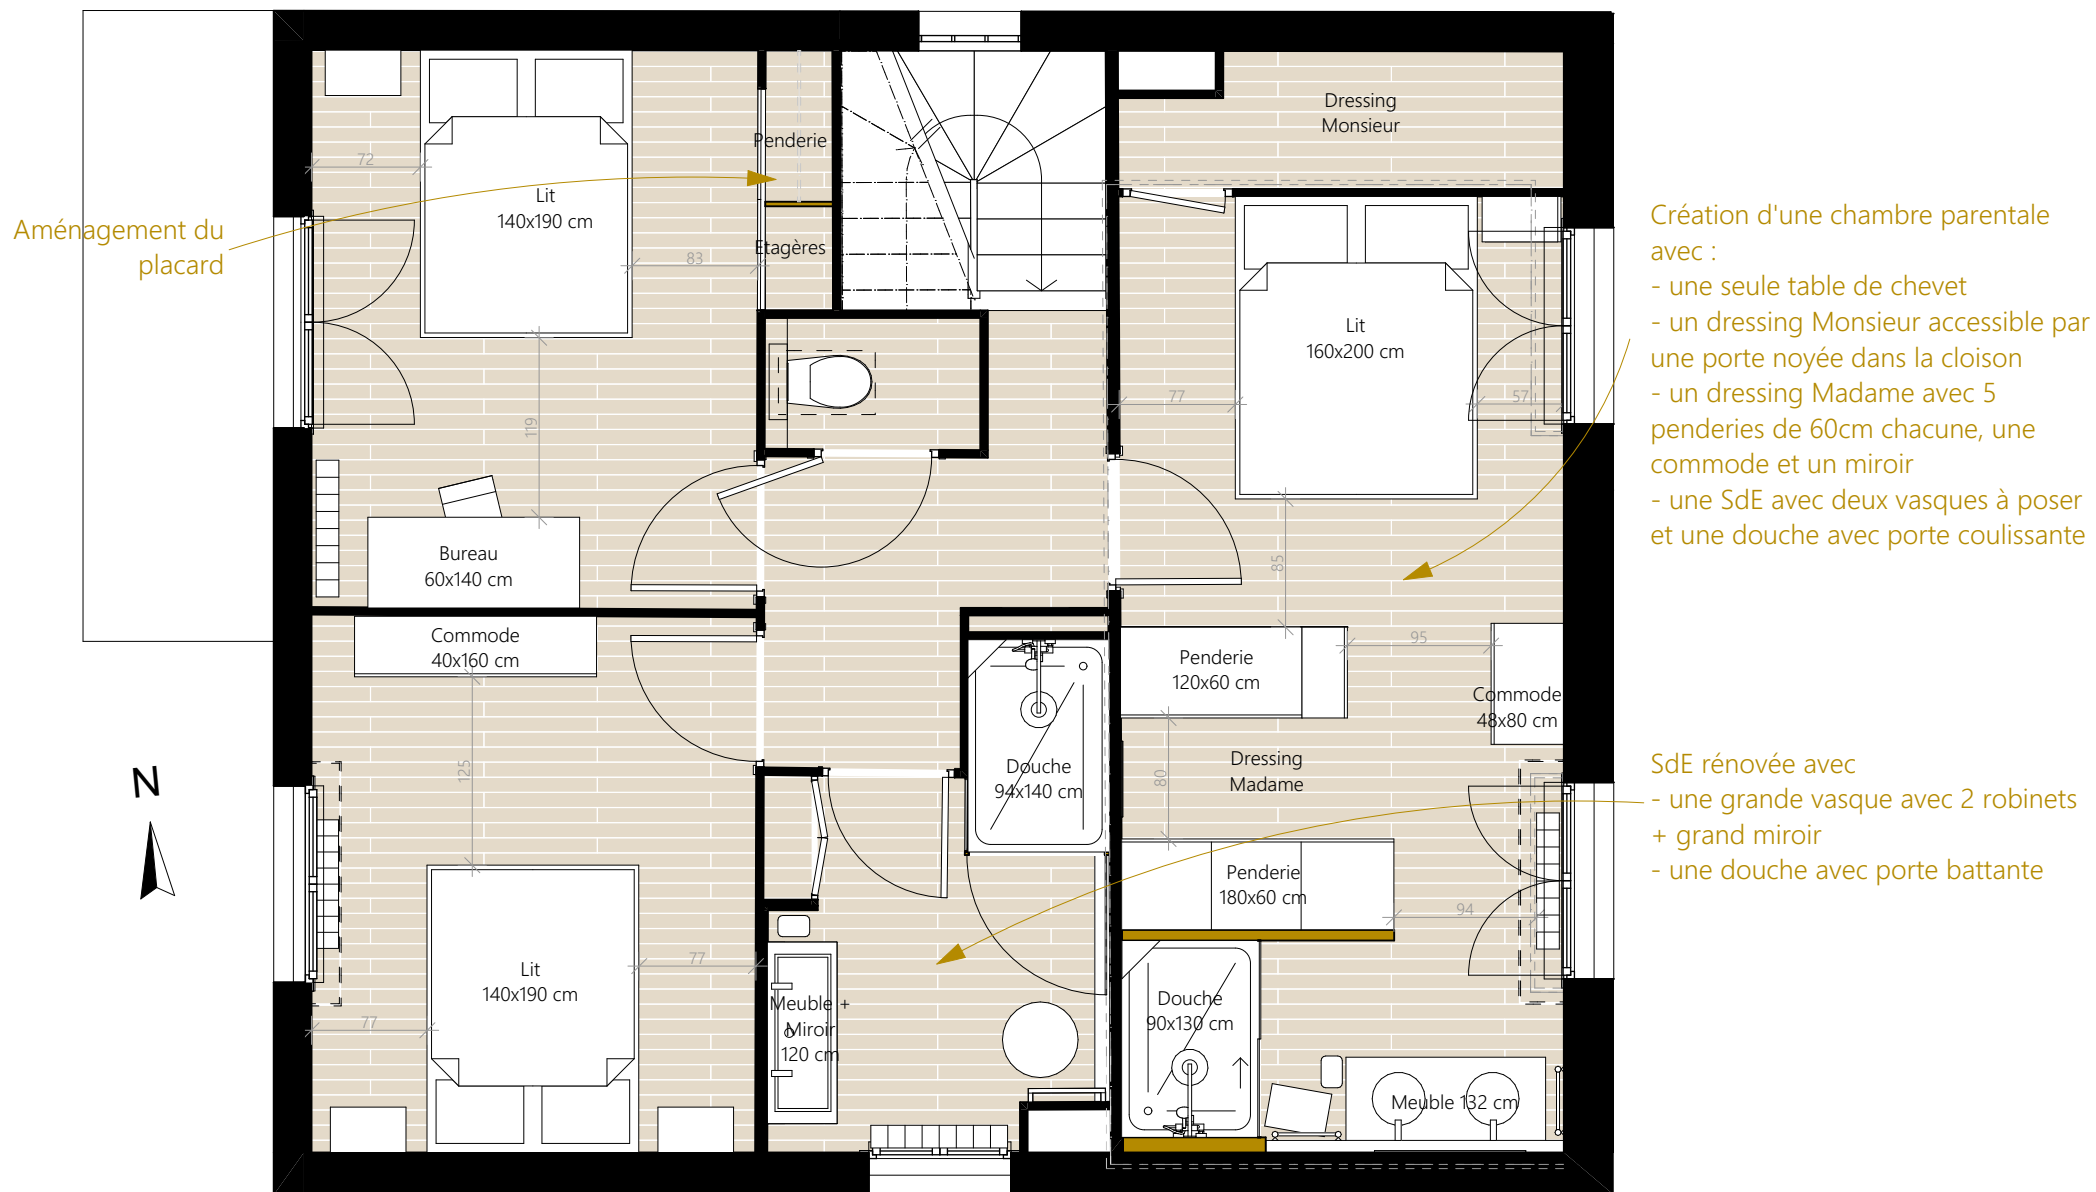 Dressing
Monsieur
Penderie
72
Lit
140x190 cm
Aménagement du
placard
Etagères
83
Création d'une chambre parentale
avec :
- une seule table de chevet
- un dressing Monsieur accessible par
une porte noyée dans la cloison
- un dressing Madame avec 5
penderies de 60cm chacune, une
commode et un miroir
- une SdE avec deux vasques à poser
et une douche avec porte coulissante
Lit
160x200 cm
77
57
119
Bureau
60x140 cm
85
Commode
40x160 cm
95
Penderie
120x60 cm
Commode
48x80 cm
125
N
Douche
94x140 cm
Dressing
Madame
80
SdE rénovée avec
- une grande vasque avec 2 robinets
+ grand miroir
- une douche avec porte battante
Penderie
180x60 cm
94
Lit
140x190 cm
77
77
Meuble +
Miroir
120 cm
Douche
90x130 cm
Meuble 132 cm